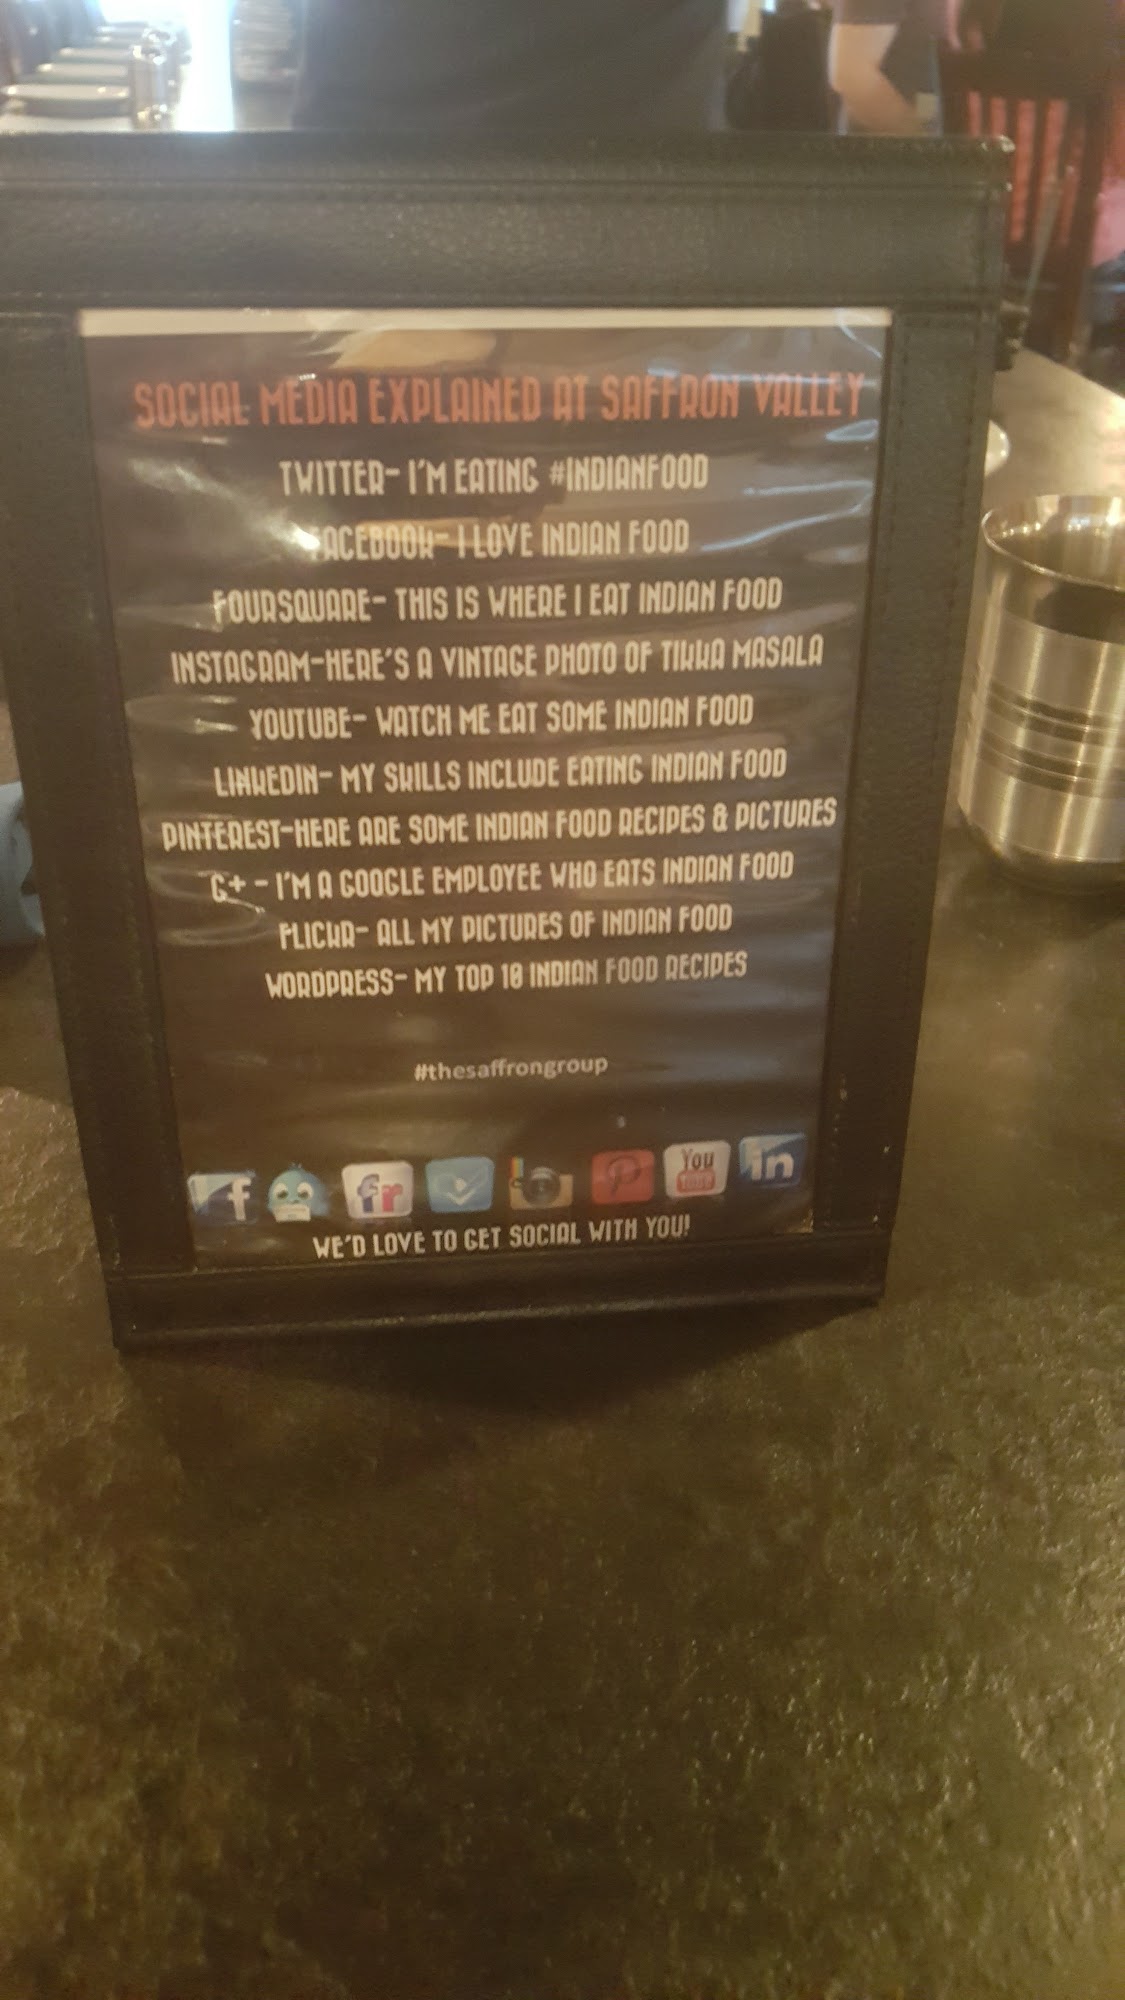 SOCIAL MEDIA EXPLAINED AT SAFFRON VALLEY
TWITTER- I'M EATING #INDIANFOOD
FACEBOOK- I LOVE INDIAN FOOD
FOURSQUARE- THIS IS WHERE I EAT INDIAN FOOD
INSTAGRAM-HERE'S A VINTAGE PHOTO OF TIKKA MASALA
YOUTUBE- WATCH ME EAT SOME INDIAN FOOD
LINKEDIN- MY SKILLS INCLUDE EATING INDIAN FOOD
PINTEREST-HERE ARE SOME INDIAN FOOD RECIPES & PICTURES
G+ - I'M A GOOGLE EMPLOYEE WHO EATS INDIAN FOOD
FLICKR- ALL MY PICTURES OF INDIAN FOOD
WORDPRESS- MY TOP 10 INDIAN FOOD RECIPES
#thesaffrongroup
f fr P You Tube in
WE'D LOVE TO GET SOCIAL WITH YOU!